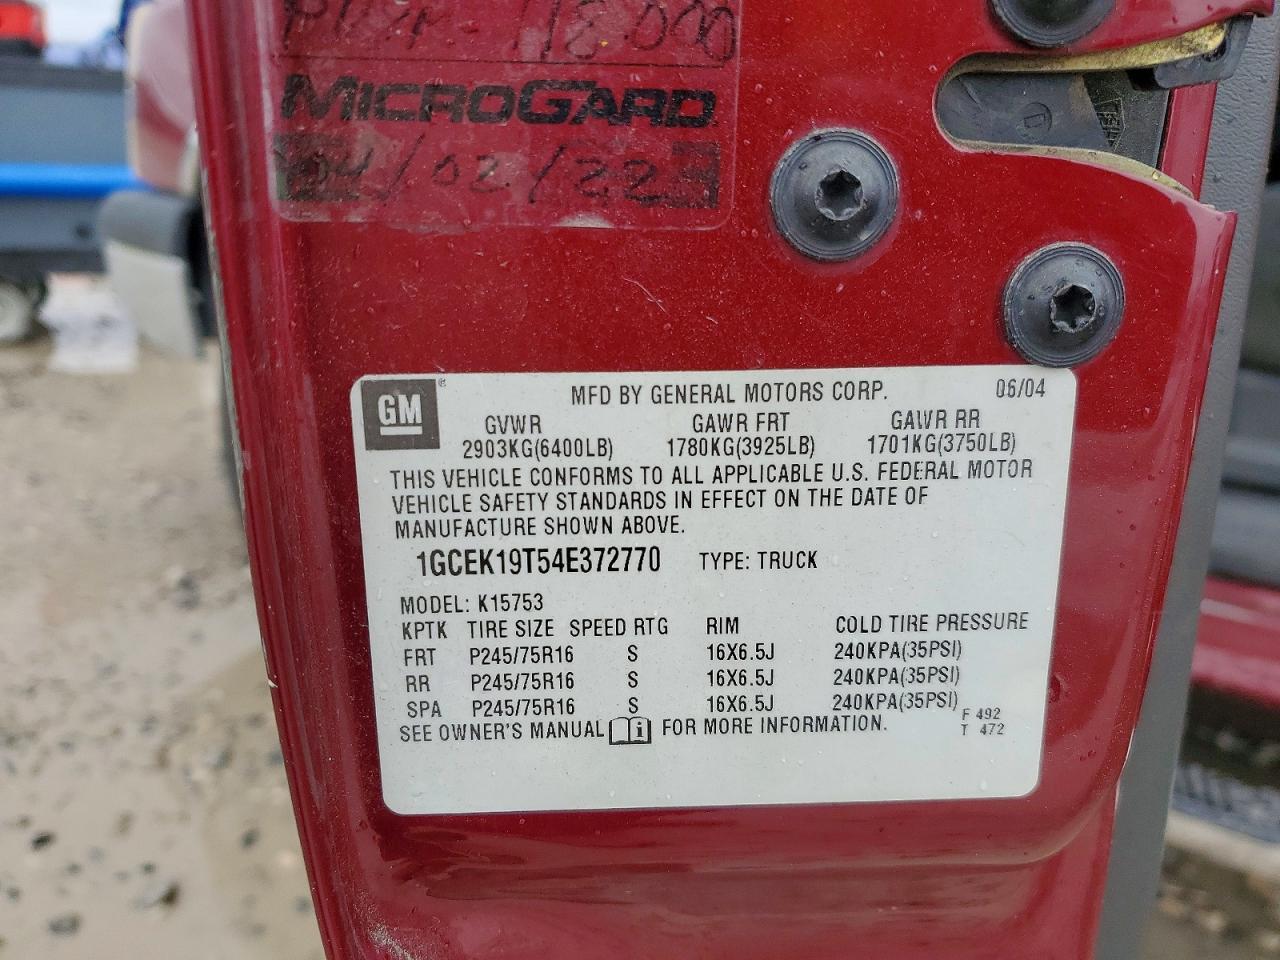 118,000
MICROGARD
04/02/22
GM
MFD BY GENERAL MOTORS CORP. 06/04
GVWR GAWR FRT GAWR RR
2903KG(6400LB) 1780KG(3925LB) 1701KG(3750LB)
THIS VEHICLE CONFORMS TO ALL APPLICABLE U.S. FEDERAL MOTOR
VEHICLE SAFETY STANDARDS IN EFFECT ON THE DATE OF
MANUFACTURE SHOWN ABOVE.
1GCEK19T54E372770 TYPE: TRUCK
MODEL: K15753
KPTK TIRE SIZE SPEED RTG RIM COLD TIRE PRESSURE
FRT P245/75R16 S 16X6.5J 240KPA(35PSI)
RR P245/75R16 S 16X6.5J 240KPA(35PSI)
SPA P245/75R16 S 16X6.5J 240KPA(35PSI)
SEE OWNER'S MANUAL i FOR MORE INFORMATION.
F 492
T 472